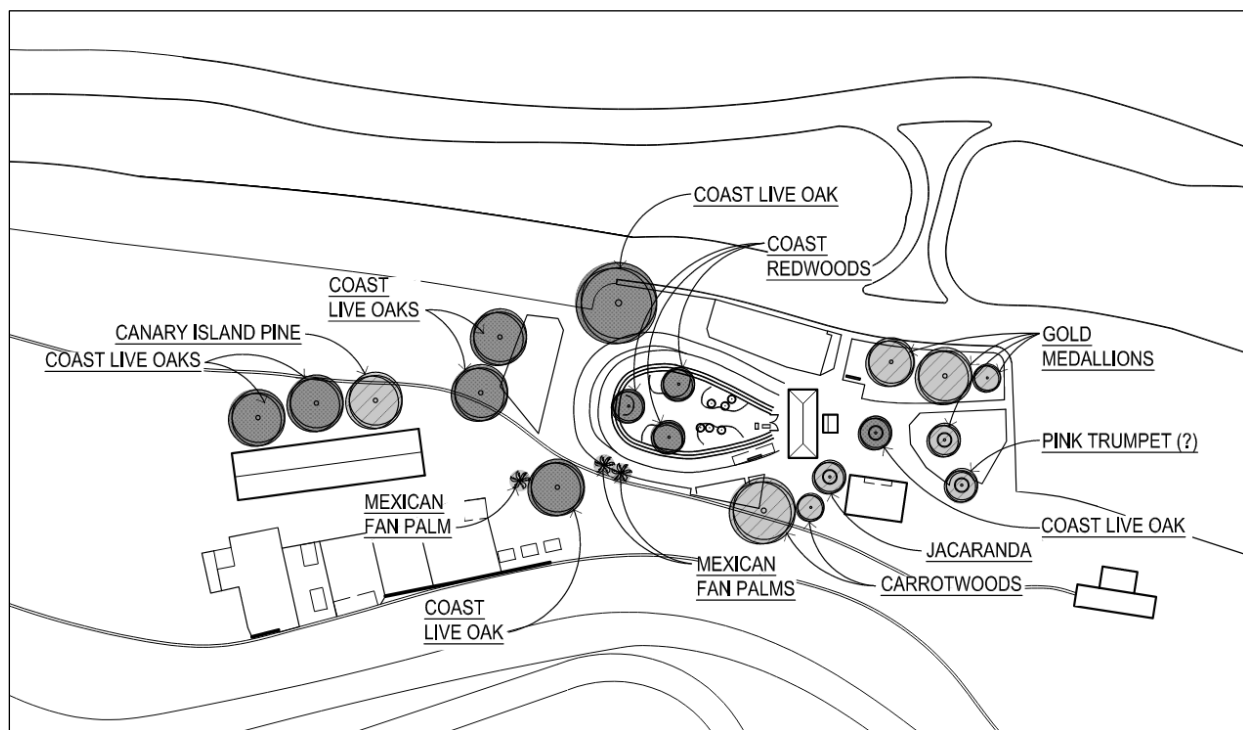 COAST LIVE OAK
COAST
REDWOODS
COAST
LIVE OAKS
CANARY ISLAND PINE
COAST LIVE OAKS
GOLD
MEDALLIONS
PINK TRUMPET (?)
MEXICAN
FAN PALM
COAST LIVE OAK
JACARANDA
MEXICAN
FAN PALMS
CARROTWOODS
COAST
LIVE OAK